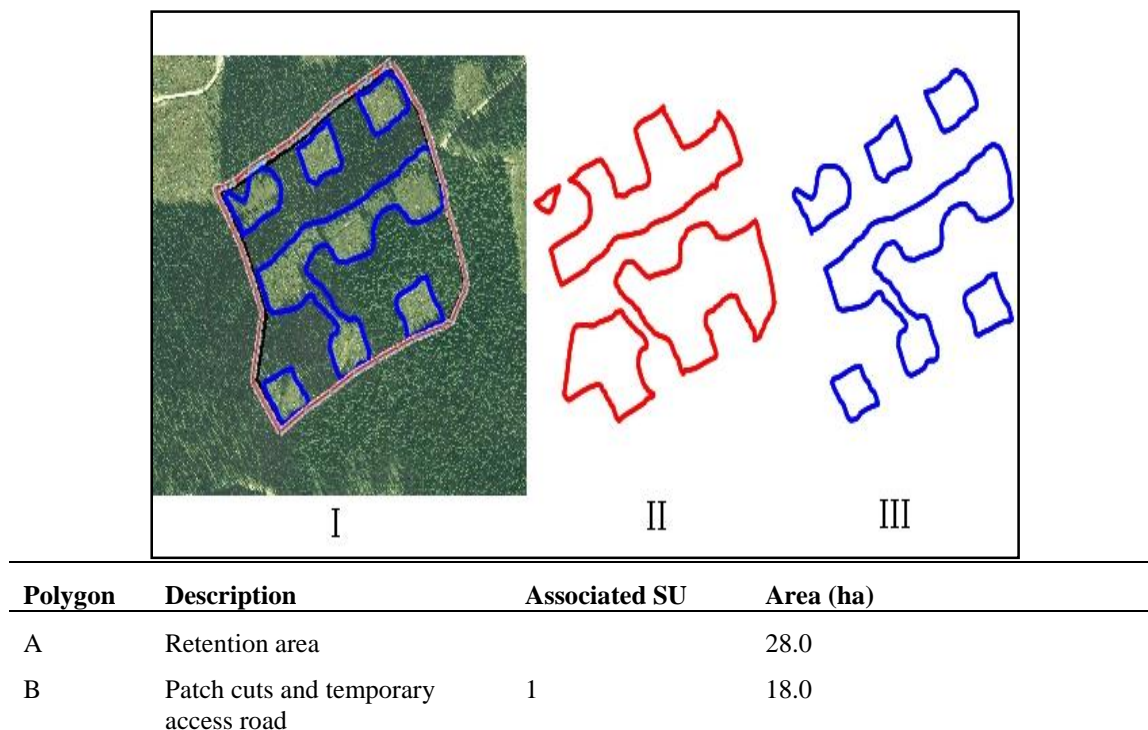 I II III
Polygon Description Associated SU Area (ha)
A Retention area 28.0
B Patch cuts and temporary 1 18.0
access road